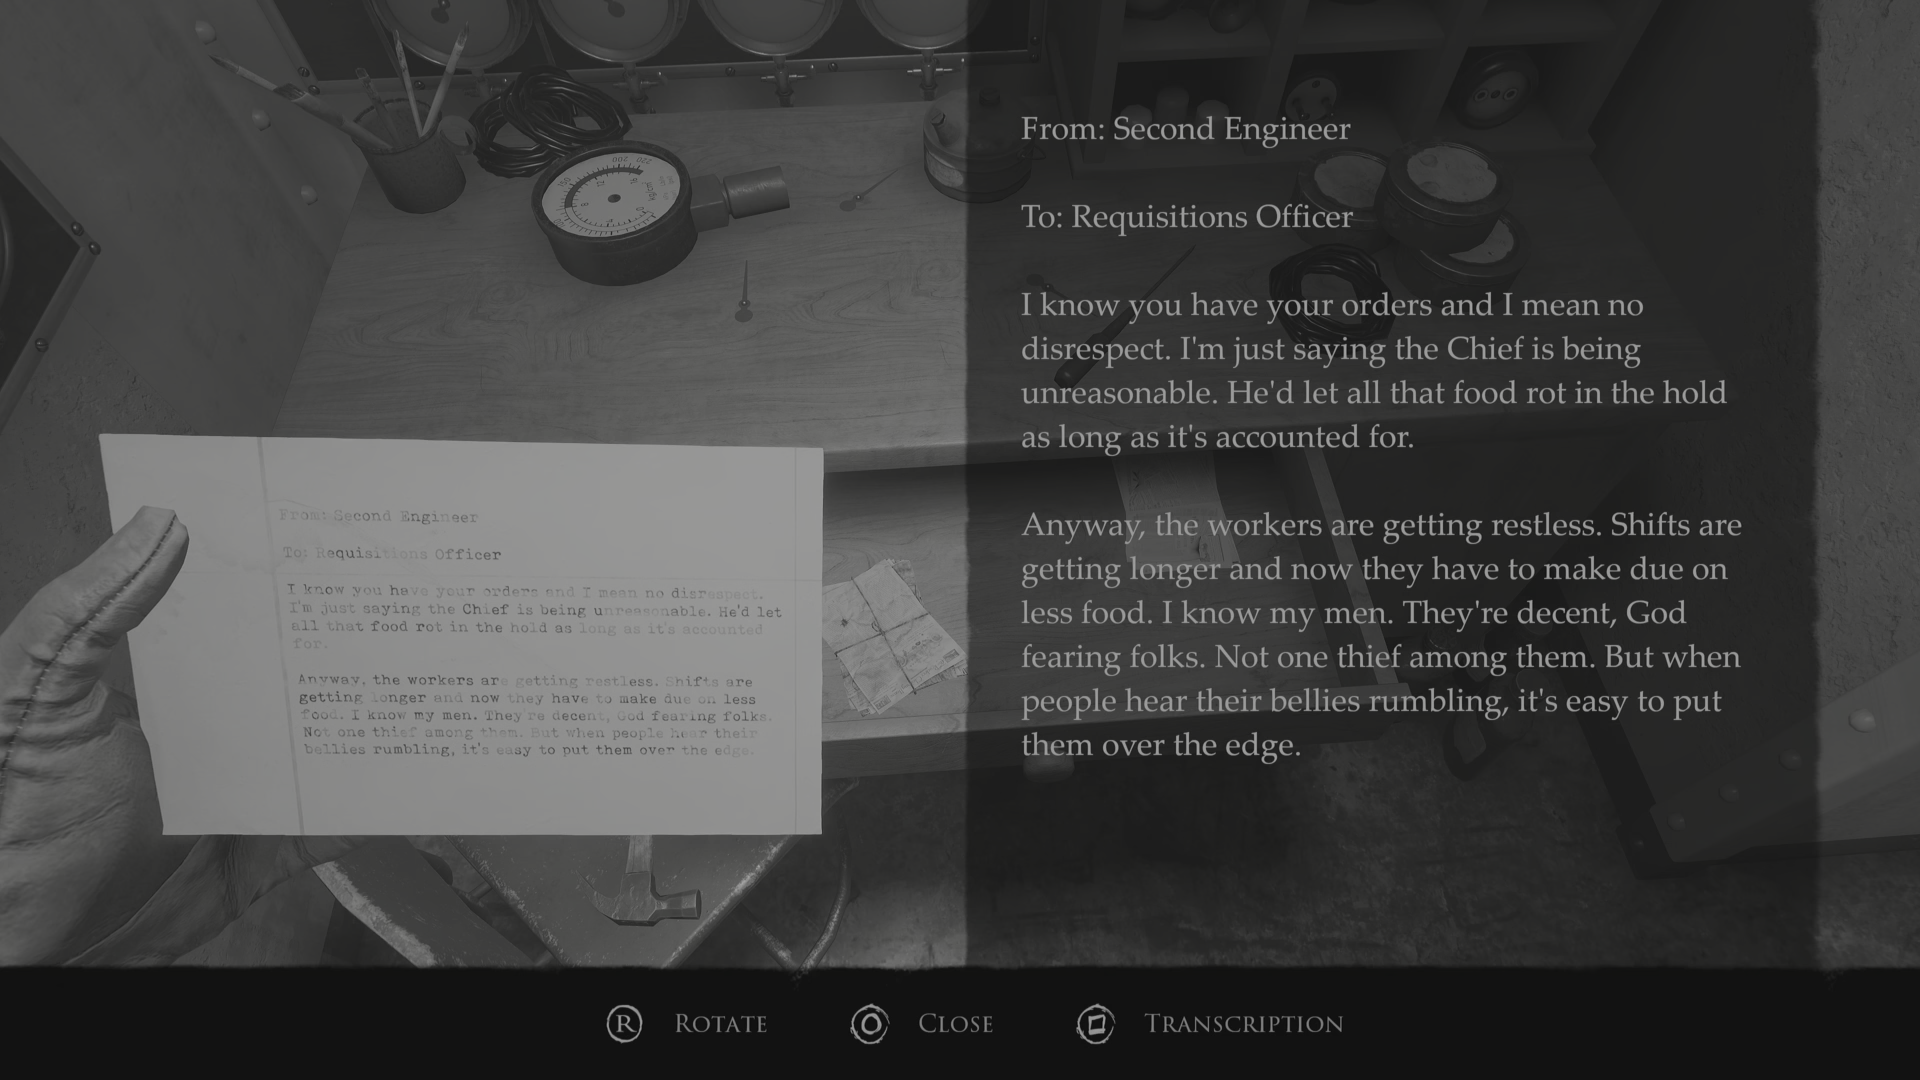 From: Second Engineer
To: Requisitions Officer
I know you have your orders and I mean no disrespect.
I'm just saying the Chief is being unreasonable. He'd let
all that food rot in the hold as long as it's accounted
for.
Anyway, the workers are getting restless. Shifts are
getting longer and now they have to make due on less
food. I know my men. They're decent, God fearing folks.
Not one thief among them. But when people hear their
bellies rumbling, it's easy to put them over the edge.
From: Second Engineer
To: Requisitions Officer
I know you have your orders and I mean no
disrespect. I'm just saying the Chief is being
unreasonable. He'd let all that food rot in the hold
as long as it's accounted for.
Anyway, the workers are getting restless. Shifts are
getting longer and now they have to make due on
less food. I know my men. They're decent, God
fearing folks. Not one thief among them. But when
people hear their bellies rumbling, it's easy to put
them over the edge.
R ROTATE CLOSE TRANSCRIPTION